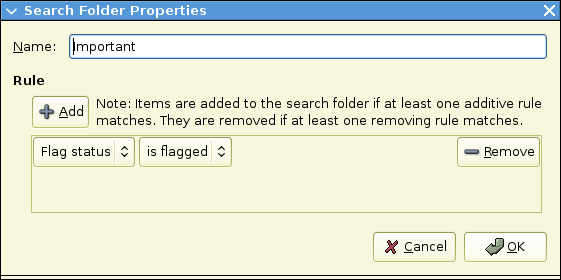 Search Folder Properties
Name: Important
Rule
Add
Note: Items are added to the search folder if at least one additive rule
matches. They are removed if at least one removing rule matches.
Flag status is flagged Remove
Cancel OK